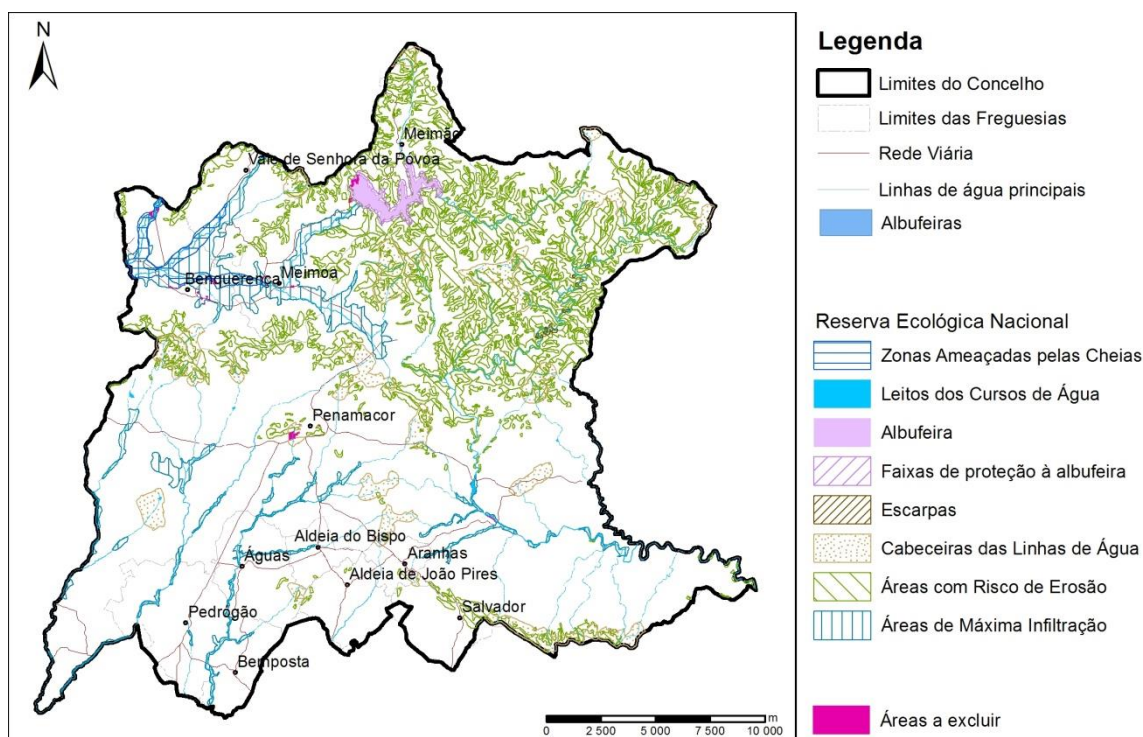 N
Meimão
Vale de Senhora da Póvoa
Benquerença
Meimoa
Penamacor
Aldeia do Bispo
Águas
Aranhas
Aldeia de João Pires
Pedrógão
Salvador
Bemposta
m
0 2 500 5 000 7 500 10 000
Legenda
Limites do Concelho
Limites das Freguesias
Rede Viária
Linhas de água principais
Albufeiras
Reserva Ecológica Nacional
Zonas Ameaçadas pelas Cheias
Leitos dos Cursos de Água
Albufeira
Faixas de proteção à albufeira
Escarpas
Cabeceiras das Linhas de Água
Áreas com Risco de Erosão
Áreas de Máxima Infiltração
Áreas a excluir